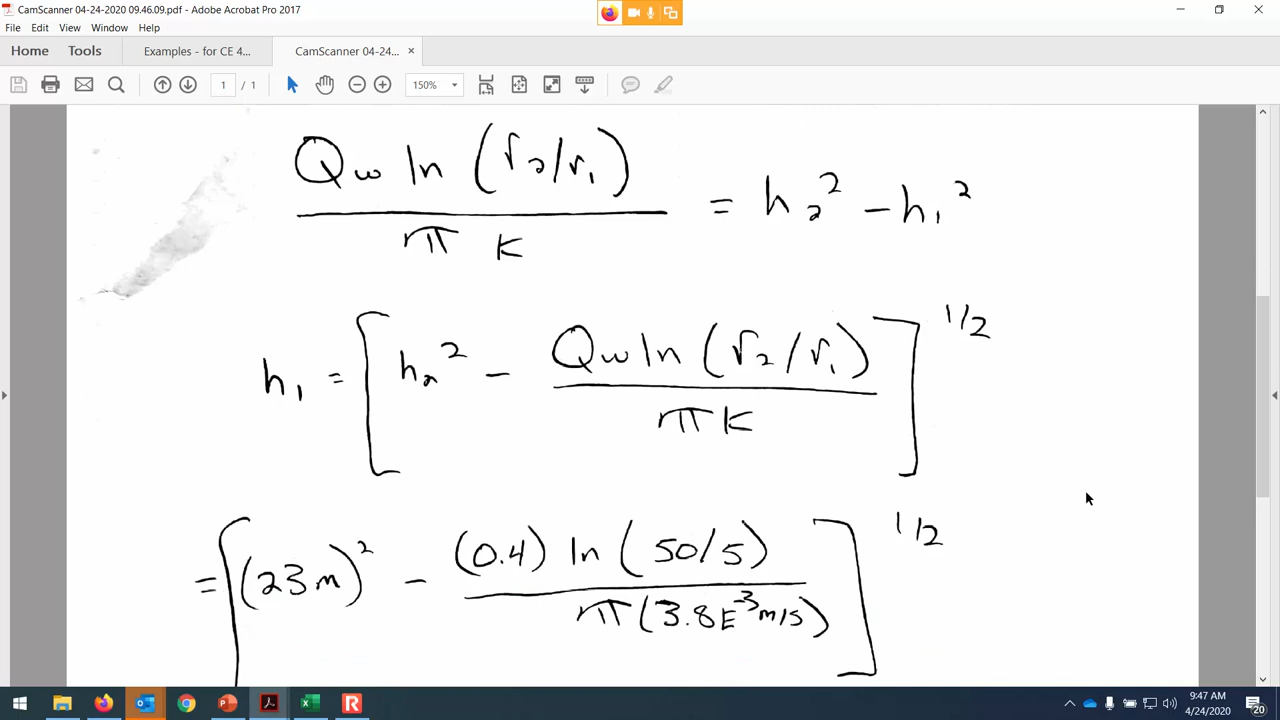 CamScanner 04-24-2020 09.46.09.pdf - Adobe Acrobat Pro 2017
File Edit View Window Help
Home Tools Examples - for CE 4... CamScanner 04-24... ×
1 / 1 150%
Qw ln (r2/r1) / π K = h2² - h1²
h1 = [ h2² - Qw ln (r2/r1) / πK ] 1/2
= [ (23m)² - (0.4) ln (50/5) / π(3.8E⁻³m/s) ] 1/2
9:47 AM
4/24/2020
20